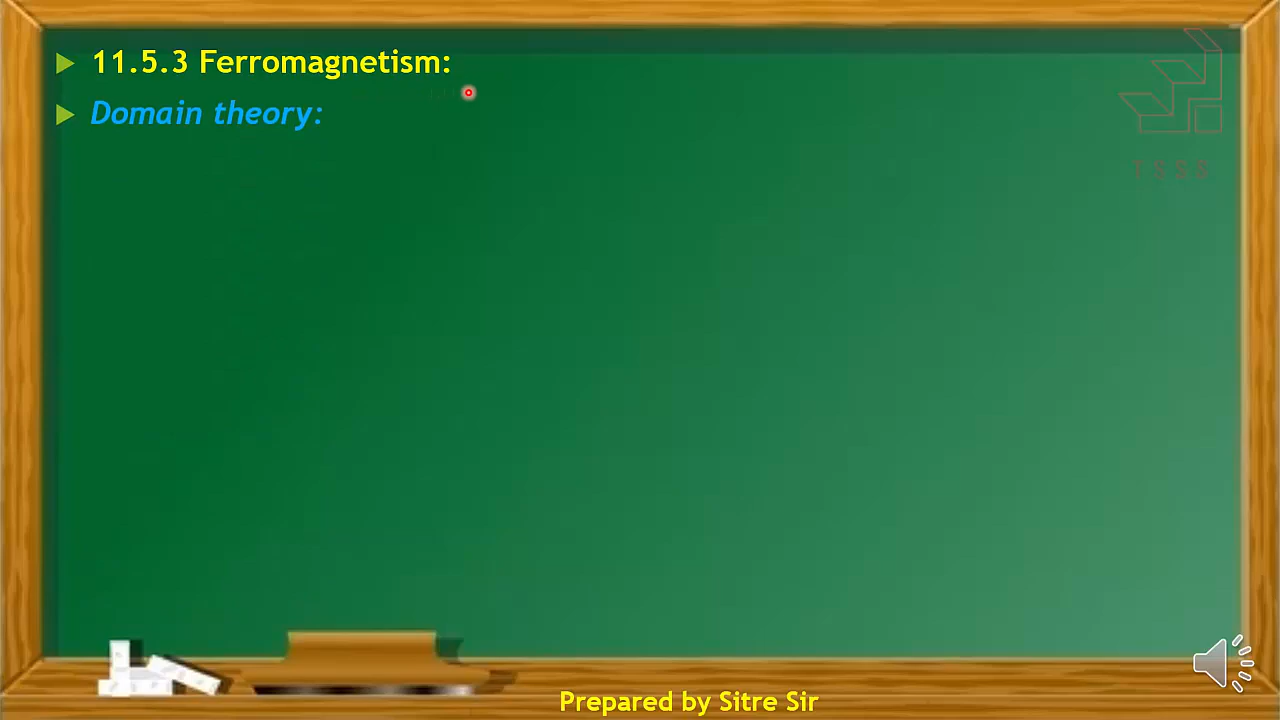 11.5.3 Ferromagnetism:
Domain theory:
T S S S
Prepared by Sitre Sir